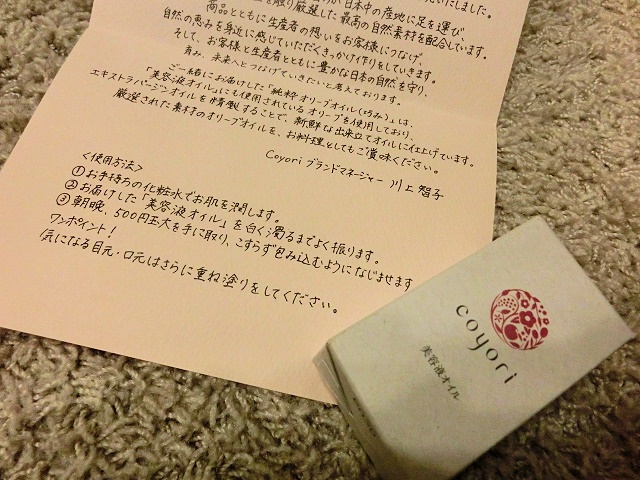 日本中の産地に足を運び、
触り厳選した最高の自然素材を配合しています。
商品とともに生産者の想いをお客様につなげ、
自然の恵みを身近に感じていただくきっかけ作りをしていきます。
そして、お客様と生産者とともに豊かな日本の自然を守り、
育み、未来へとつなげていきたいと考えております。
ご一緒にお届けした「純粋オリーブオイル(巧み)」は、
「美容液オイル」にも使用されているオリーブを使用しており、
エキストラバージンオイルを精製することで、新鮮な出来立てオイルに仕上げています。
厳選された素材のオリーブオイルを、お料理としてもご賞味ください。
Coyori ブランドマネージャー 川上智子
<使用方法>
①お手持ちの化粧水でお肌を潤します。
②お届けした「美容液オイル」を白く濁るまでよく振ります。
③朝晩、500円玉大を手に取り、こすらず包み込むようになじませます
ワンポイント！
(気になる目元・口元はさらに重ね塗りをしてください。
coyori
美容液オイル